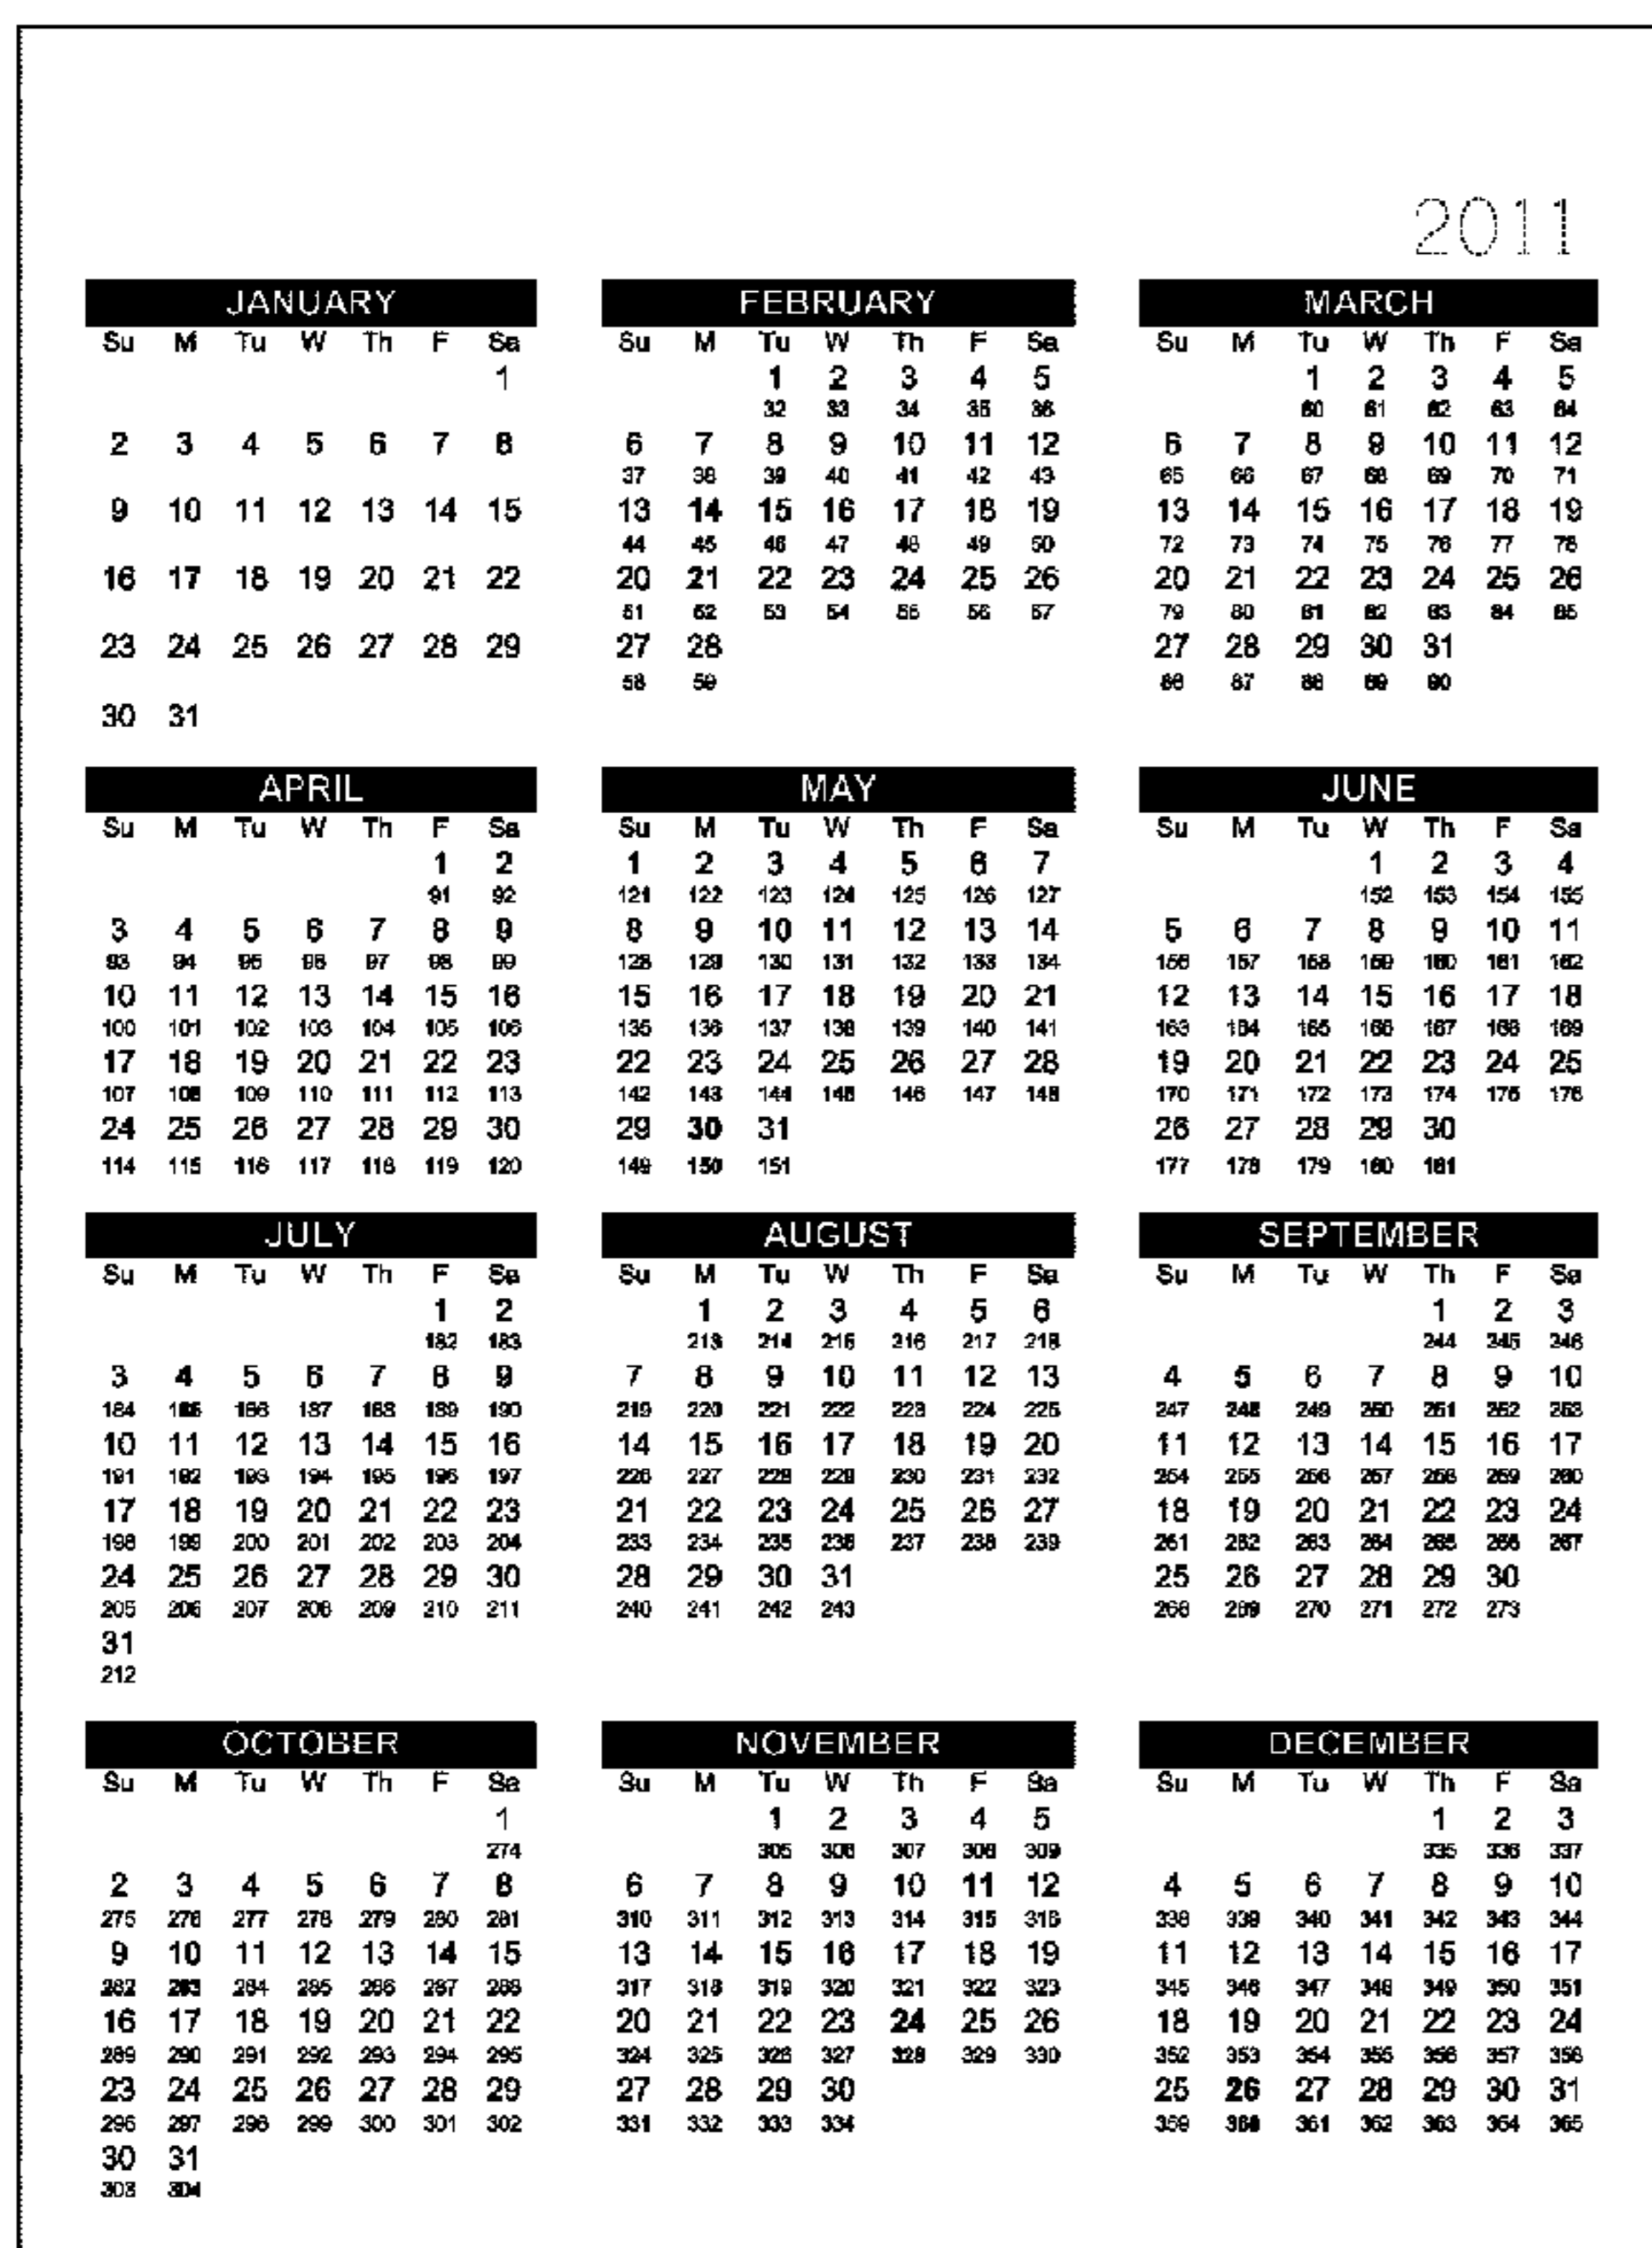 2011
JANUARY
Su M Tu W Th F Sa
1
2 3 4 5 6 7 8
9 10 11 12 13 14 15
16 17 18 19 20 21 22
23 24 25 26 27 28 29
30 31
FEBRUARY
Su M Tu W Th F Sa
1 2 3 4 5
32 33 34 35 36
6 7 8 9 10 11 12
37 38 39 40 41 42 43
13 14 15 16 17 18 19
44 45 46 47 48 49 50
20 21 22 23 24 25 26
51 52 53 54 55 56 57
27 28
58 59
MARCH
Su M Tu W Th F Sa
1 2 3 4 5
60 61 62 63 64
6 7 8 9 10 11 12
65 66 67 68 69 70 71
13 14 15 16 17 18 19
72 73 74 75 76 77 78
20 21 22 23 24 25 26
79 80 81 82 83 84 85
27 28 29 30 31
86 87 88 89 90
APRIL
Su M Tu W Th F Sa
1 2
91 92
3 4 5 6 7 8 9
93 94 95 96 97 98 99
10 11 12 13 14 15 16
100 101 102 103 104 105 106
17 18 19 20 21 22 23
107 108 109 110 111 112 113
24 25 26 27 28 29 30
114 115 116 117 118 119 120
MAY
Su M Tu W Th F Sa
1 2 3 4 5 6 7
121 122 123 124 125 126 127
8 9 10 11 12 13 14
128 129 130 131 132 133 134
15 16 17 18 19 20 21
135 136 137 138 139 140 141
22 23 24 25 26 27 28
142 143 144 145 146 147 148
29 30 31
149 150 151
JUNE
Su M Tu W Th F Sa
1 2 3 4
152 153 154 155
5 6 7 8 9 10 11
156 157 158 159 160 161 162
12 13 14 15 16 17 18
163 164 165 166 167 168 169
19 20 21 22 23 24 25
170 171 172 173 174 175 176
26 27 28 29 30
177 178 179 180 181
JULY
Su M Tu W Th F Sa
1 2
182 183
3 4 5 6 7 8 9
184 185 186 187 188 189 190
10 11 12 13 14 15 16
191 192 193 194 195 196 197
17 18 19 20 21 22 23
198 199 200 201 202 203 204
24 25 26 27 28 29 30
205 206 207 208 209 210 211
31
212
AUGUST
Su M Tu W Th F Sa
1 2 3 4 5 6
213 214 215 216 217 218
7 8 9 10 11 12 13
219 220 221 222 223 224 225
14 15 16 17 18 19 20
226 227 228 229 230 231 232
21 22 23 24 25 26 27
233 234 235 236 237 238 239
28 29 30 31
240 241 242 243
SEPTEMBER
Su M Tu W Th F Sa
1 2 3
244 245 246
4 5 6 7 8 9 10
247 248 249 250 251 252 253
11 12 13 14 15 16 17
254 255 256 257 258 259 260
18 19 20 21 22 23 24
261 262 263 264 265 266 267
25 26 27 28 29 30
268 269 270 271 272 273
OCTOBER
Su M Tu W Th F Sa
1
274
2 3 4 5 6 7 8
275 276 277 278 279 280 281
9 10 11 12 13 14 15
282 283 284 285 286 287 288
16 17 18 19 20 21 22
289 290 291 292 293 294 295
23 24 25 26 27 28 29
296 297 298 299 300 301 302
30 31
303 304
NOVEMBER
Su M Tu W Th F Sa
1 2 3 4 5
305 306 307 308 309
6 7 8 9 10 11 12
310 311 312 313 314 315 316
13 14 15 16 17 18 19
317 318 319 320 321 322 323
20 21 22 23 24 25 26
324 325 326 327 328 329 330
27 28 29 30
331 332 333 334
DECEMBER
Su M Tu W Th F Sa
1 2 3
335 336 337
4 5 6 7 8 9 10
338 339 340 341 342 343 344
11 12 13 14 15 16 17
345 346 347 348 349 350 351
18 19 20 21 22 23 24
352 353 354 355 356 357 358
25 26 27 28 29 30 31
359 360 361 362 363 364 365